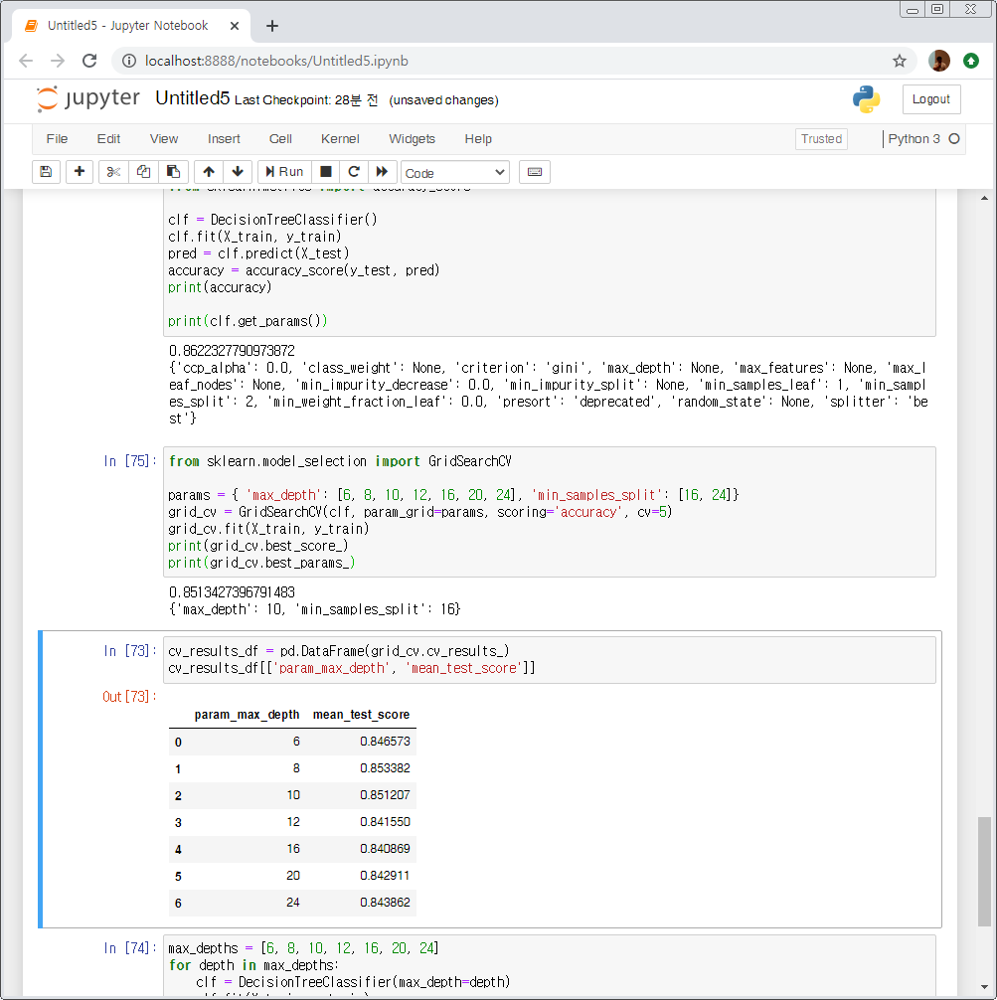 Untitled5 - Jupyter Notebook
localhost:8888/notebooks/Untitled5.ipynb
jupyter Untitled5 Last Checkpoint: 28분 전 (unsaved changes)
Logout
File Edit View Insert Cell Kernel Widgets Help Trusted Python 3
Run Code
from sklearn.metrics import accuracy_score
clf = DecisionTreeClassifier()
clf.fit(X_train, y_train)
pred = clf.predict(X_test)
accuracy = accuracy_score(y_test, pred)
print(accuracy)
print(clf.get_params())
0.8622327790973872
{'ccp_alpha': 0.0, 'class_weight': None, 'criterion': 'gini', 'max_depth': None, 'max_features': None, 'max_l
eaf_nodes': None, 'min_impurity_decrease': 0.0, 'min_impurity_split': None, 'min_samples_leaf': 1, 'min_sampl
es_split': 2, 'min_weight_fraction_leaf': 0.0, 'presort': 'deprecated', 'random_state': None, 'splitter': 'be
st'}
In [75]: from sklearn.model_selection import GridSearchCV
params = { 'max_depth': [6, 8, 10, 12, 16, 20, 24], 'min_samples_split': [16, 24]}
grid_cv = GridSearchCV(clf, param_grid=params, scoring='accuracy', cv=5)
grid_cv.fit(X_train, y_train)
print(grid_cv.best_score_)
print(grid_cv.best_params_)
0.8513427396791483
{'max_depth': 10, 'min_samples_split': 16}
In [73]: cv_results_df = pd.DataFrame(grid_cv.cv_results_)
cv_results_df[['param_max_depth', 'mean_test_score']]
Out[73]:
param_max_depth mean_test_score
0 6 0.846573
1 8 0.853382
2 10 0.851207
3 12 0.841550
4 16 0.840869
5 20 0.842911
6 24 0.843862
In [74]: max_depths = [6, 8, 10, 12, 16, 20, 24]
for depth in max_depths:
clf = DecisionTreeClassifier(max_depth=depth)